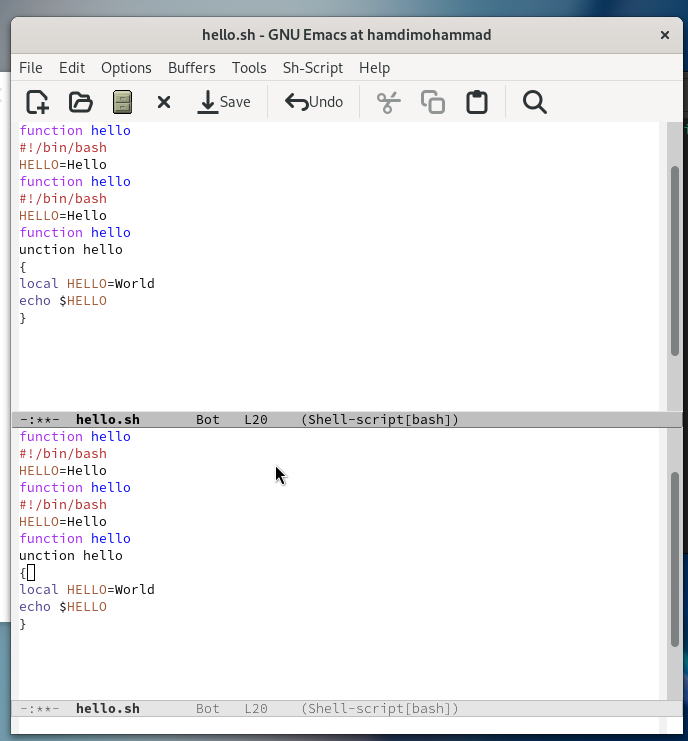 hello.sh - GNU Emacs at hamdimohammad
File Edit Options Buffers Tools Sh-Script Help
Save Undo
function hello
#!/bin/bash
HELLO=Hello
function hello
#!/bin/bash
HELLO=Hello
function hello
unction hello
{
local HELLO=World
echo $HELLO
}
-:**- hello.sh Bot L20 (Shell-script[bash])
function hello
#!/bin/bash
HELLO=Hello
function hello
#!/bin/bash
HELLO=Hello
function hello
unction hello
{
local HELLO=World
echo $HELLO
}
-:**- hello.sh Bot L20 (Shell-script[bash])